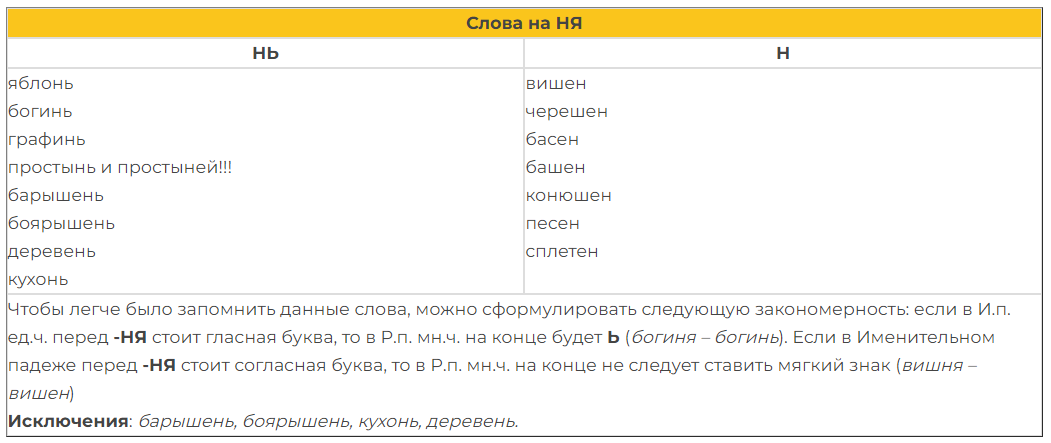 Слова на НЯ
НЬ
Н
яблонь
богинь
графинь
простынь и простыней!!!
барышень
боярышень
деревень
кухонь
вишен
черешен
басен
башен
конюшен
песен
сплетен
Чтобы легче было запомнить данные слова, можно сформулировать следующую закономерность: если в И.п.
ед.ч. перед -НЯ стоит гласная буква, то в Р.п. мн.ч. на конце будет Ь (богиня – богинь). Если в Именительном
падеже перед -НЯ стоит согласная буква, то в Р.п. мн.ч. на конце не следует ставить мягкий знак (вишня –
вишен)
Исключения: барышень, боярышень, кухонь, деревень.